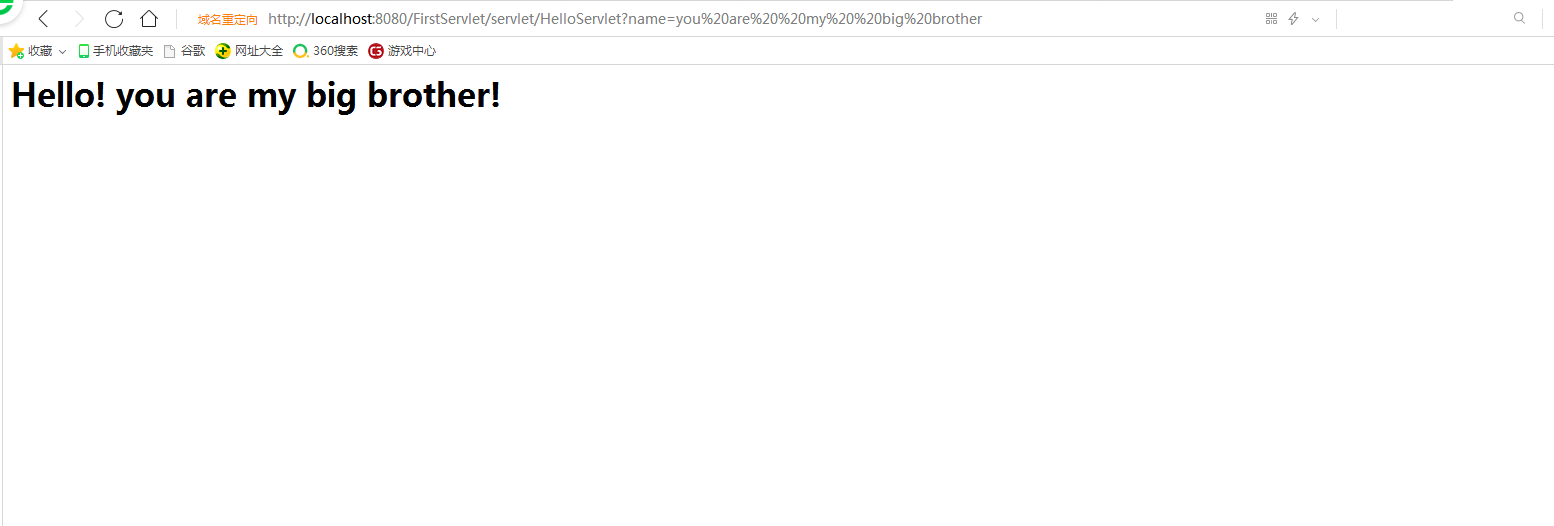 域名重定向 http://localhost:8080/FirstServlet/servlet/HelloServlet?name=you%20are%20%20my%20%20big%20brother
收藏 手机收藏夹 谷歌 网址大全 360搜索 游戏中心
Hello! you are my big brother!